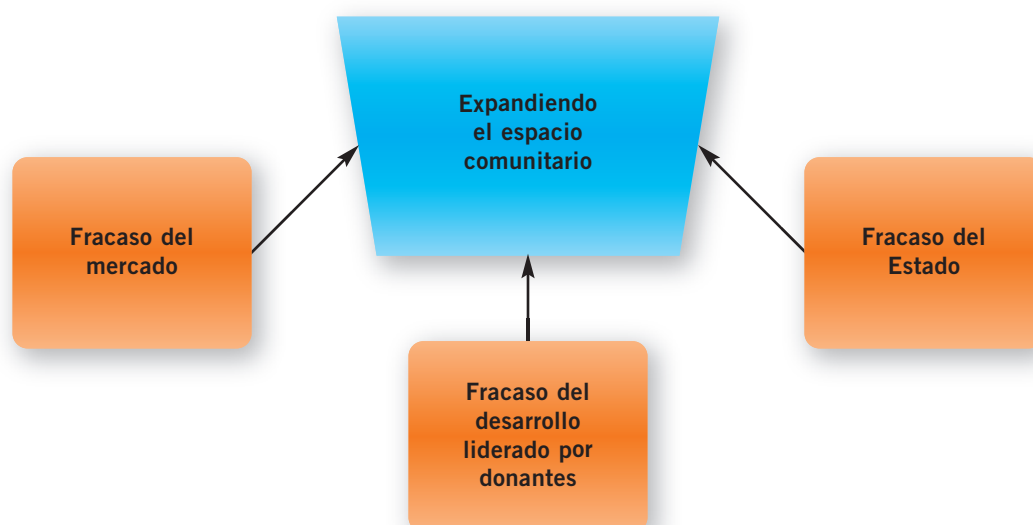 Expandiendo
el espacio
comunitario
Fracaso del
mercado
Fracaso del
Estado
Fracaso del
desarrollo
liderado por
donantes